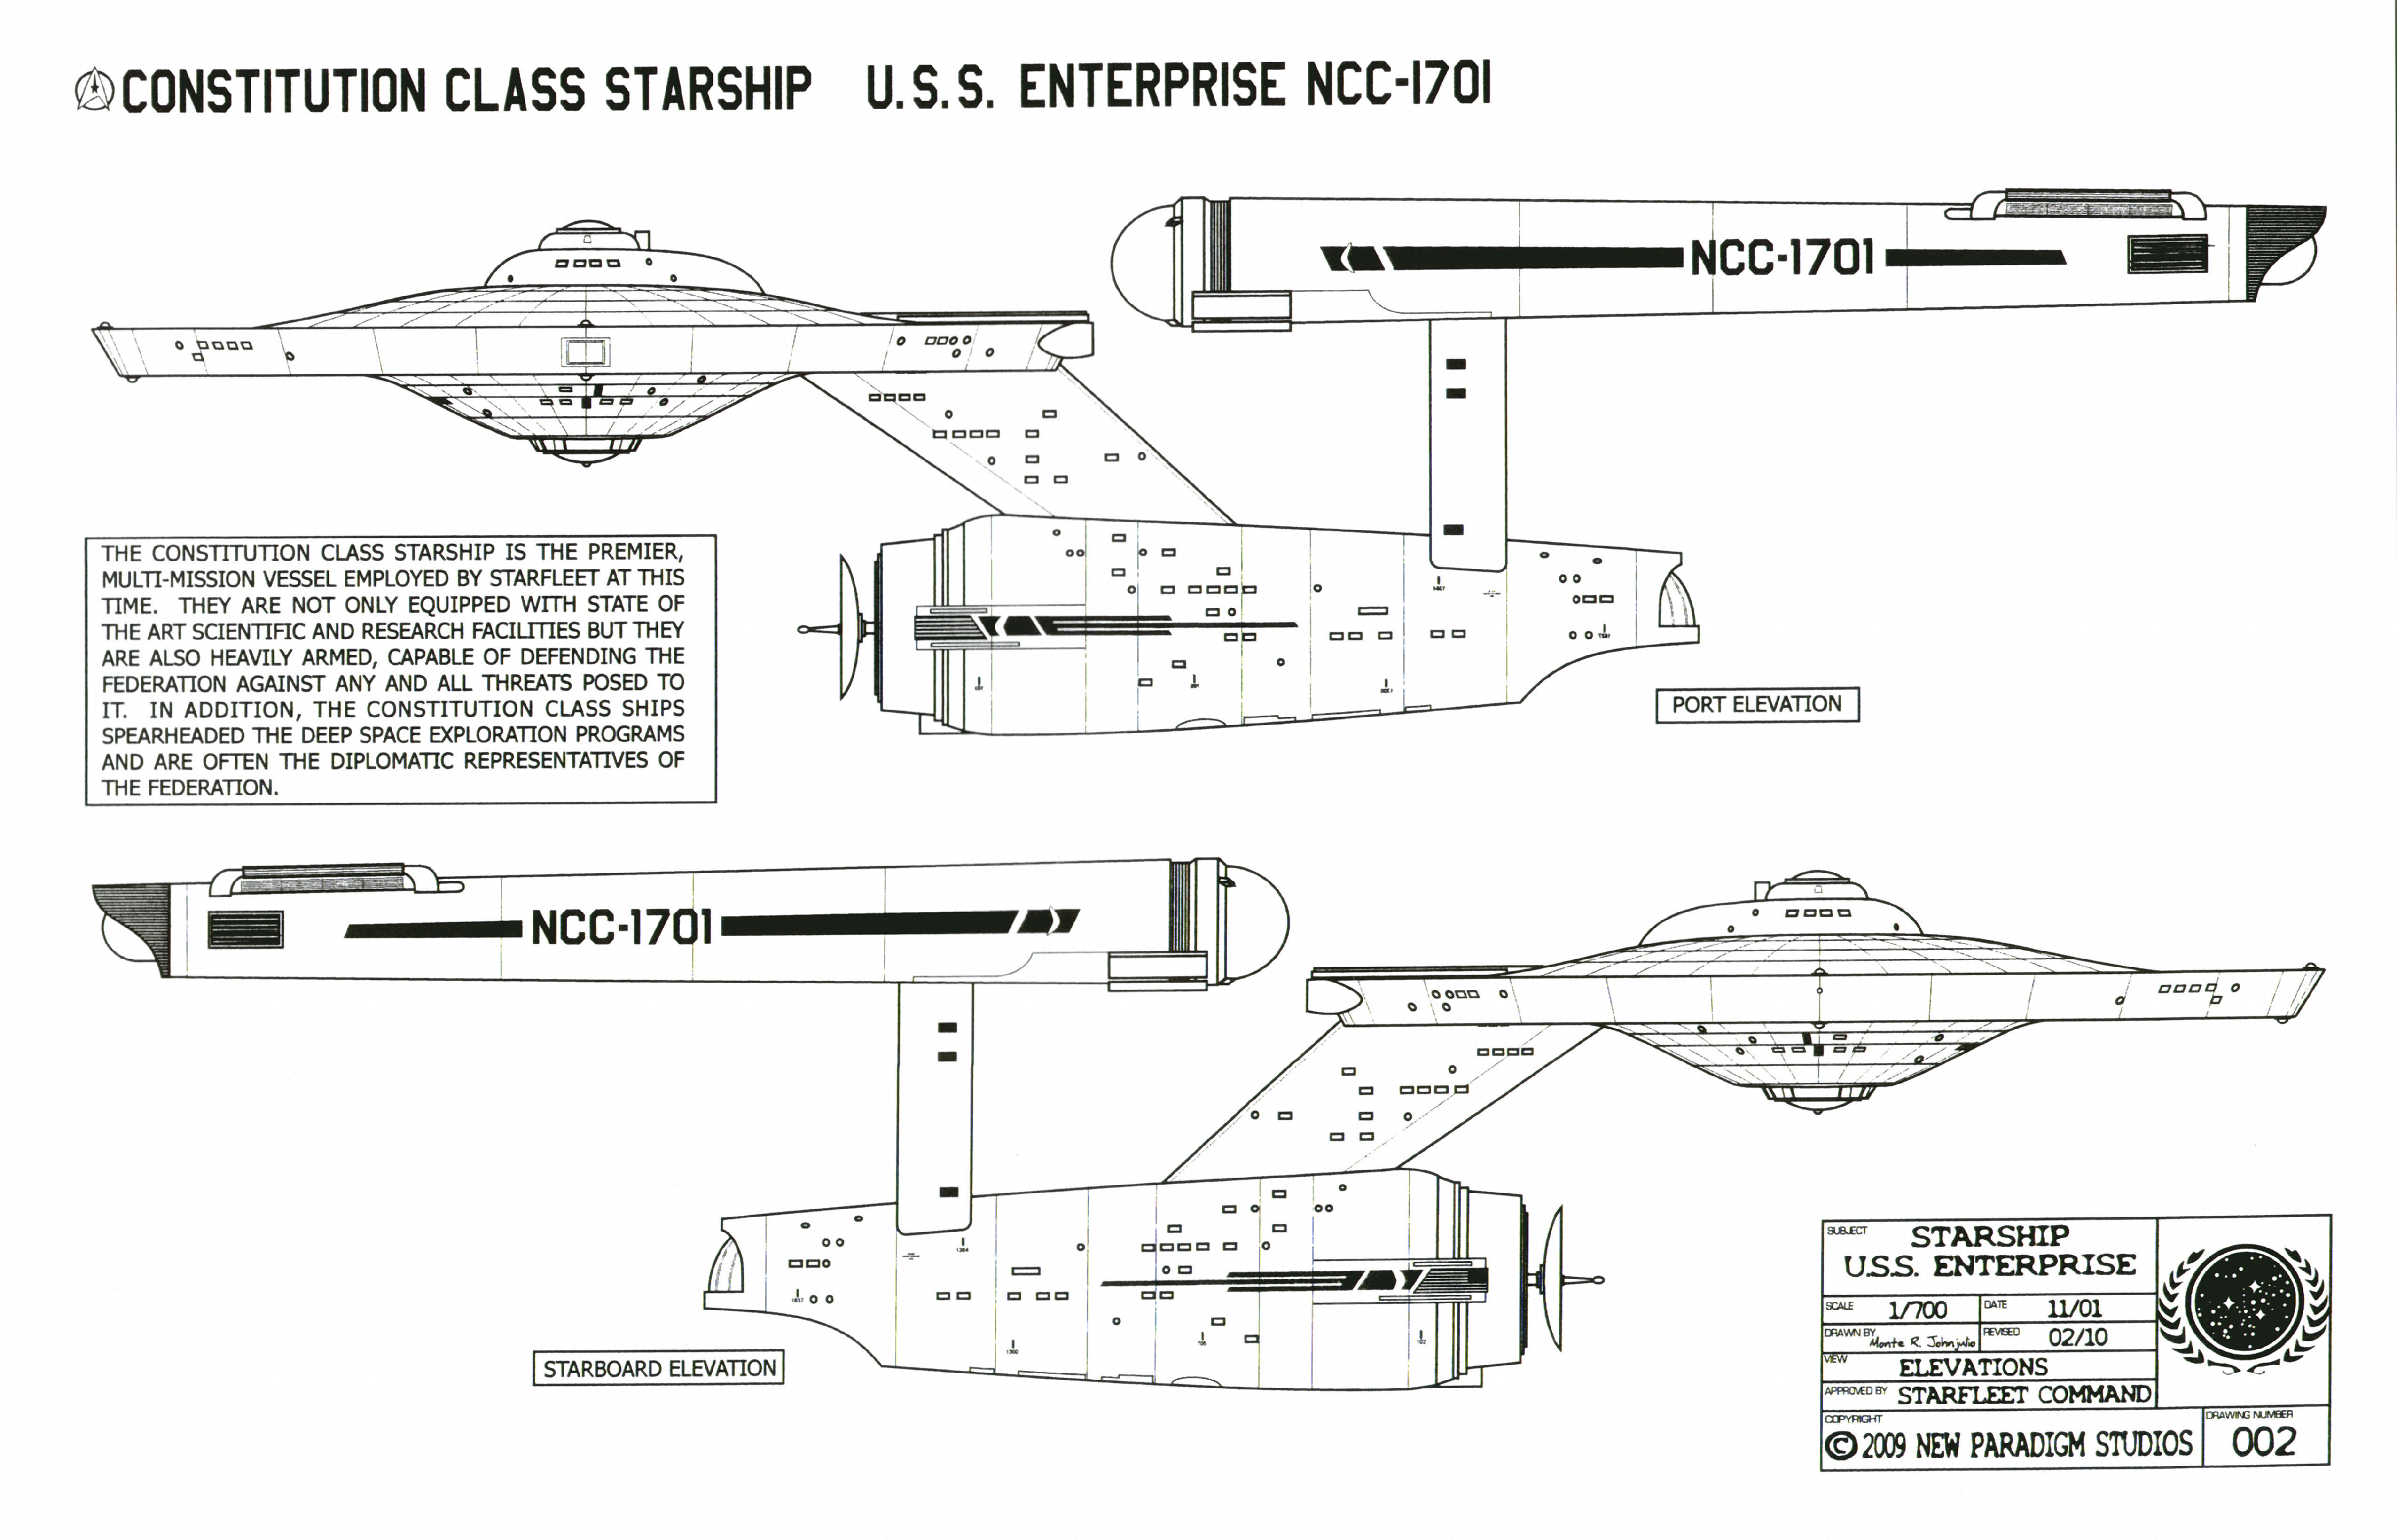 CONSTITUTION CLASS STARSHIP U.S.S. ENTERPRISE NCC-1701
NCC-1701
THE CONSTITUTION CLASS STARSHIP IS THE PREMIER,
MULTI-MISSION VESSEL EMPLOYED BY STARFLEET AT THIS
TIME. THEY ARE NOT ONLY EQUIPPED WITH STATE OF
THE ART SCIENTIFIC AND RESEARCH FACILITIES BUT THEY
ARE ALSO HEAVILY ARMED, CAPABLE OF DEFENDING THE
FEDERATION AGAINST ANY AND ALL THREATS POSED TO
IT. IN ADDITION, THE CONSTITUTION CLASS SHIPS
SPEARHEADED THE DEEP SPACE EXPLORATION PROGRAMS
AND ARE OFTEN THE DIPLOMATIC REPRESENTATIVES OF
THE FEDERATION.
PORT ELEVATION
NCC-1701
1300
STARBOARD ELEVATION
SUBJECT
STARSHIP
U.S.S. ENTERPRISE
SCALE 1/700 DATE 11/01
DRAWN BY Monte R. Johnjulio REVISED 02/10
VIEW ELEVATIONS
APPROVED BY STARFLEET COMMAND
COPYRIGHT
© 2009 NEW PARADIGM STUDIOS
DRAWING NUMBER
002